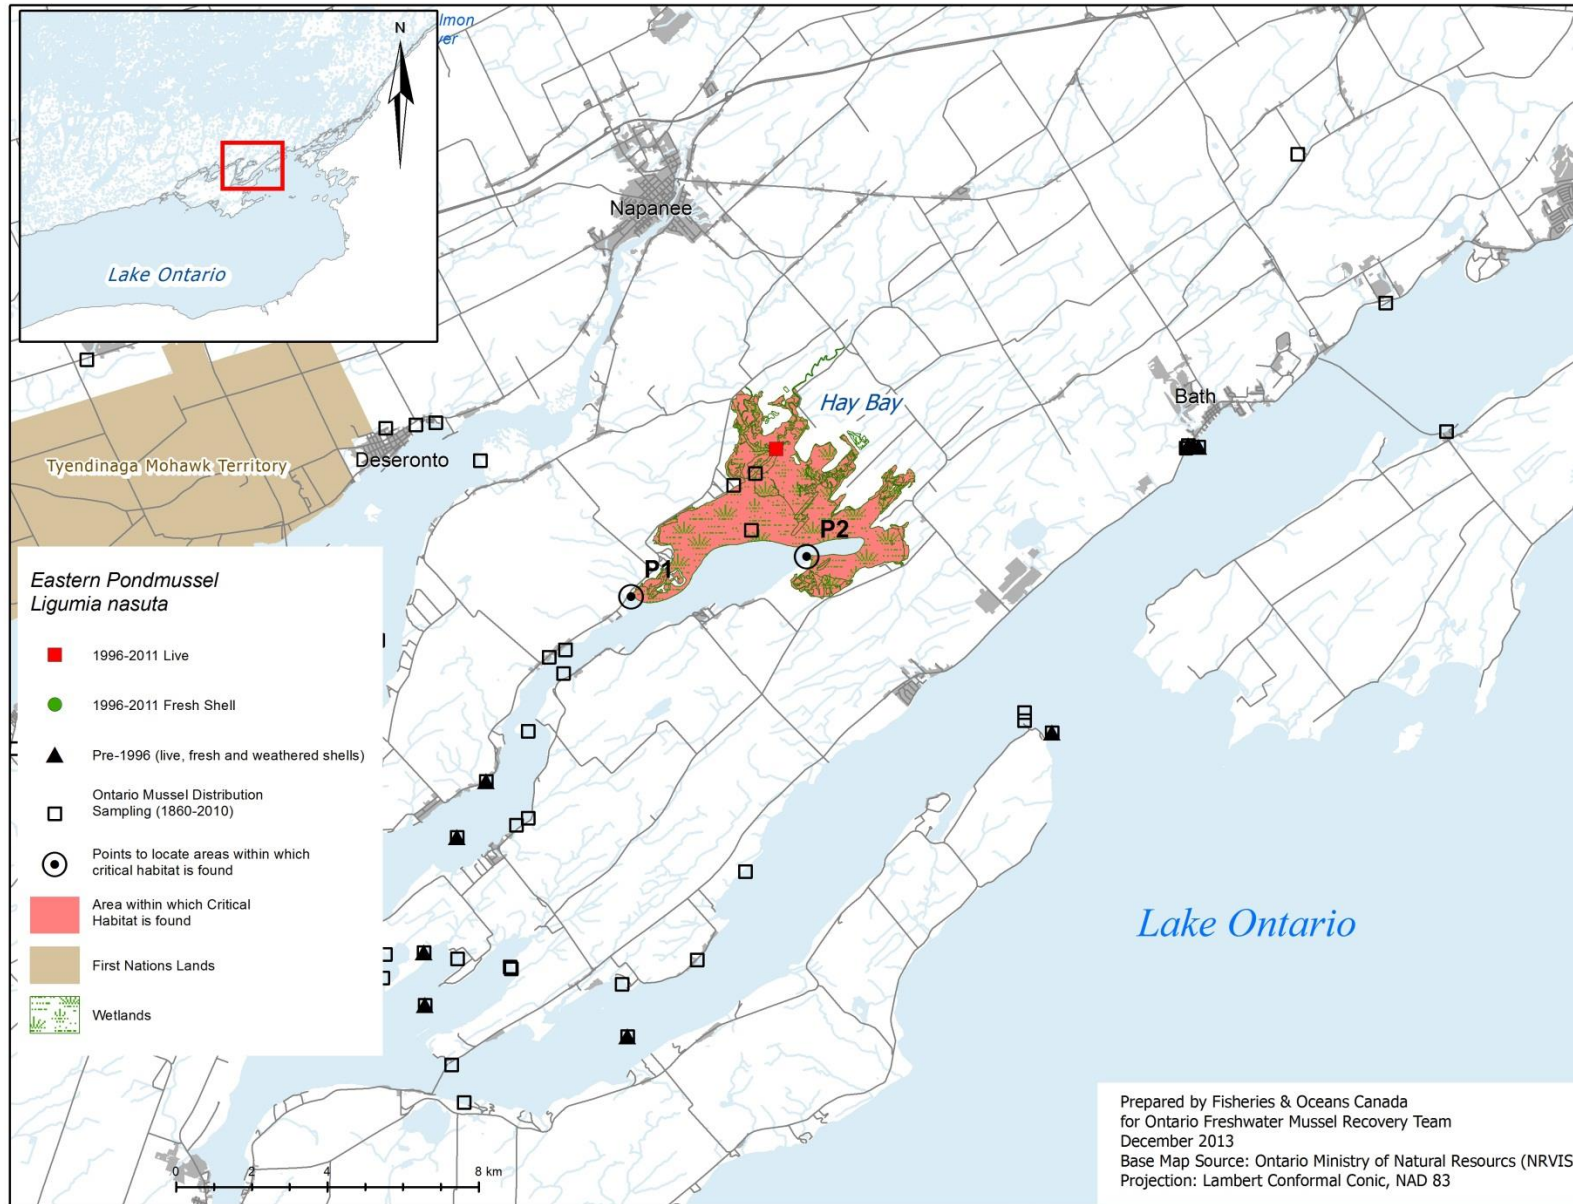 N
lmon
ver
Lake Ontario
Napanee
Hay Bay
Bath
Tyendinaga Mohawk Territory
Deseronto
P2
P1
Eastern Pondmussel
Ligumia nasuta
1996-2011 Live
1996-2011 Fresh Shell
Pre-1996 (live, fresh and weathered shells)
Ontario Mussel Distribution
Sampling (1860-2010)
Points to locate areas within which
critical habitat is found
Area within which Critical
Habitat is found
First Nations Lands
Wetlands
Lake Ontario
0 2 4 8 km
Prepared by Fisheries & Oceans Canada
for Ontario Freshwater Mussel Recovery Team
December 2013
Base Map Source: Ontario Ministry of Natural Resourcs (NRVIS
Projection: Lambert Conformal Conic, NAD 83